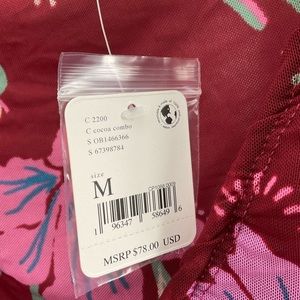 C 2200
C cocoa combo
S OB1466366
S 67398784
size
M
1 96347 58649 6
MSRP $78.00 USD